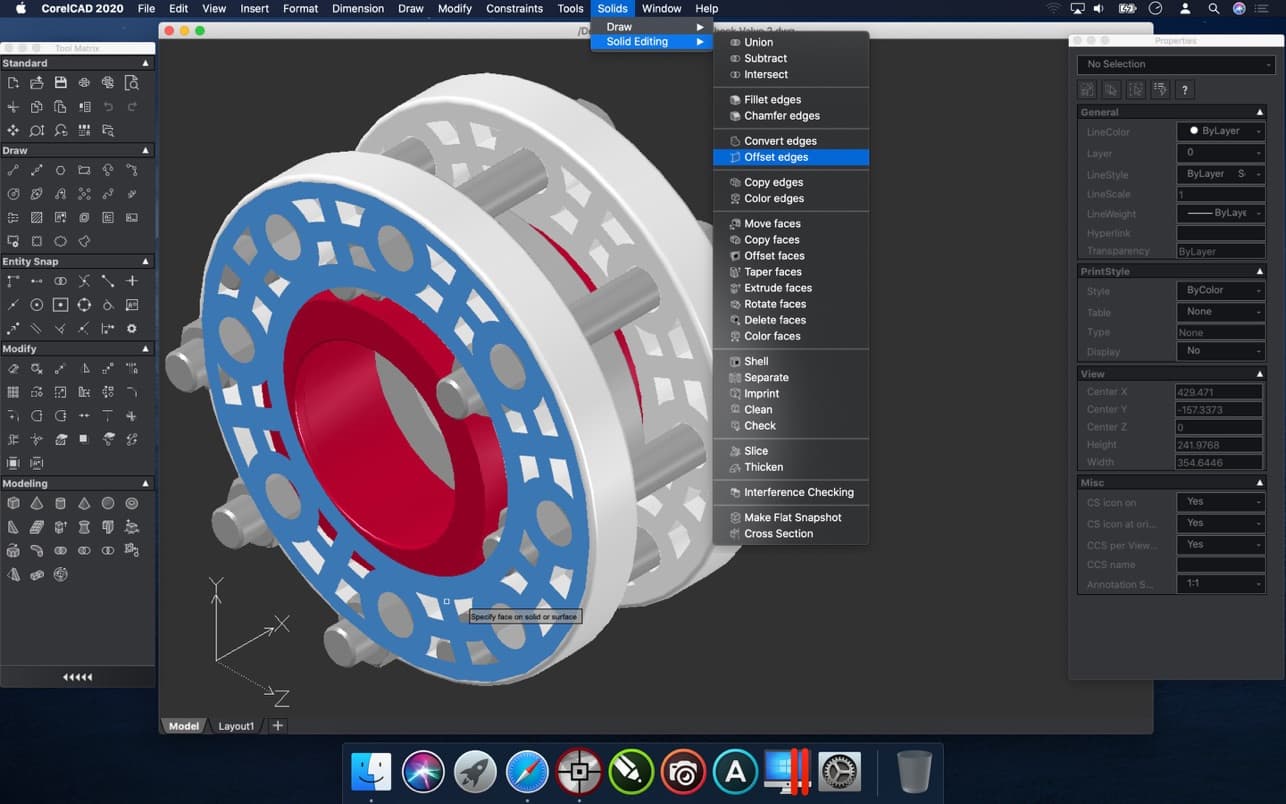 CorelCAD 2020 File Edit View Insert Format Dimension Draw Modify Constraints Tools Solids Window Help
Draw
Solid Editing
Union
Subtract
Intersect
Fillet edges
Chamfer edges
Convert edges
Offset edges
Copy edges
Color edges
Move faces
Copy faces
Offset faces
Taper faces
Extrude faces
Rotate faces
Delete faces
Color faces
Shell
Separate
Imprint
Clean
Check
Slice
Thicken
Interference Checking
Make Flat Snapshot
Cross Section
Tool Matrix
Standard
Draw
Entity Snap
Modify
Modeling
Y
X
Z
Specify face on solid or surface
Model Layout1 +
Properties
No Selection
?
General
LineColor ByLayer
Layer 0
LineStyle ByLayer S
LineScale 1
LineWeight ByLaye
Hyperlink
Transparency ByLayer
PrintStyle
Style ByColor
Table None
Type None
Display No
View
Center X 429.471
Center Y -157.3373
Center Z 0
Height 241.9768
Width 354.6446
Misc
CS icon on Yes
CS icon at ori... Yes
CCS per View... Yes
CCS name
Annotation S... 1:1